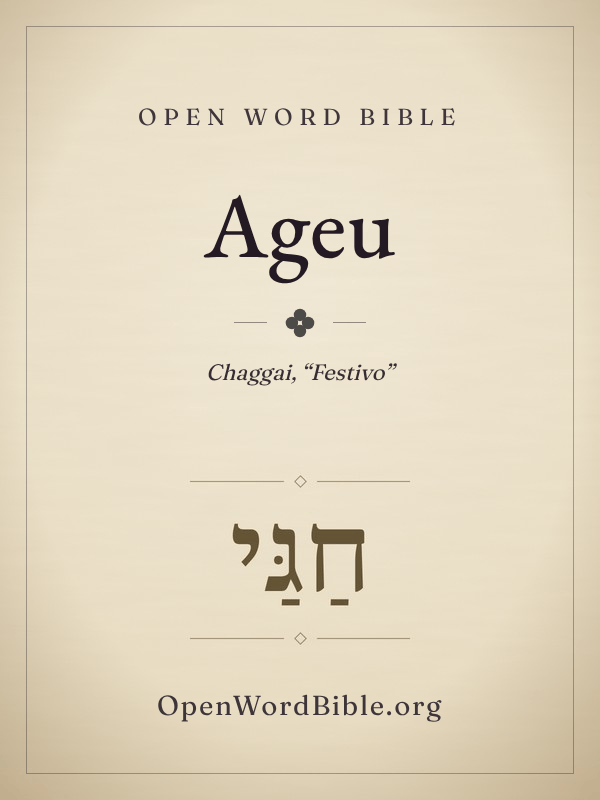 OPEN WORD BIBLE
Ageu
Chaggai, “Festivo”
חַגַּי
OpenWordBible.org